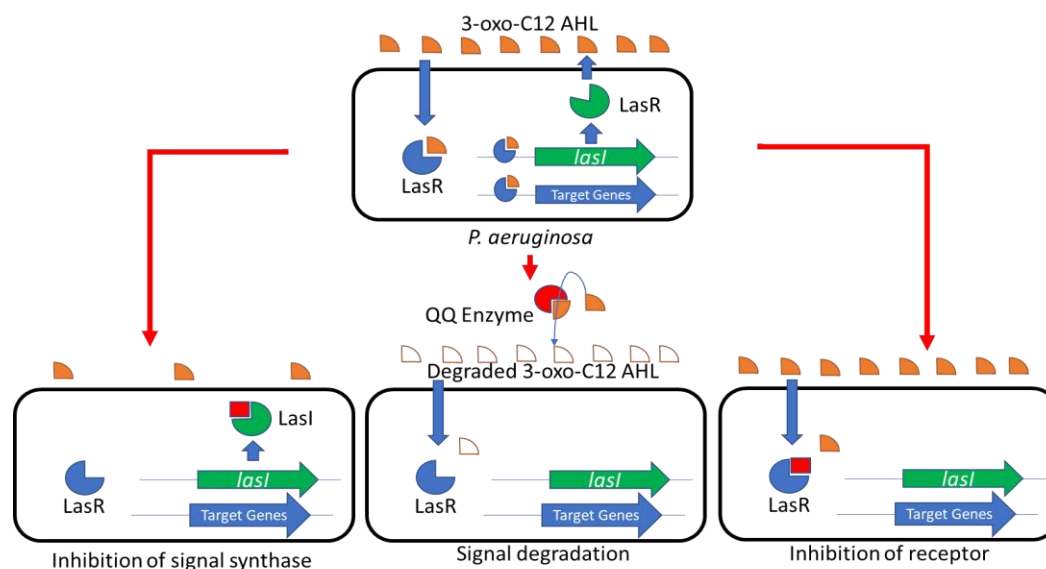 3-oxo-C12 AHL
LasR
lasI
LasR
Target Genes
P. aeruginosa
QQ Enzyme
Degraded 3-oxo-C12 AHL
LasI
lasI
LasR
Target Genes
Inhibition of signal synthase
lasI
LasR
Target Genes
Signal degradation
lasI
LasR
Target Genes
Inhibition of receptor